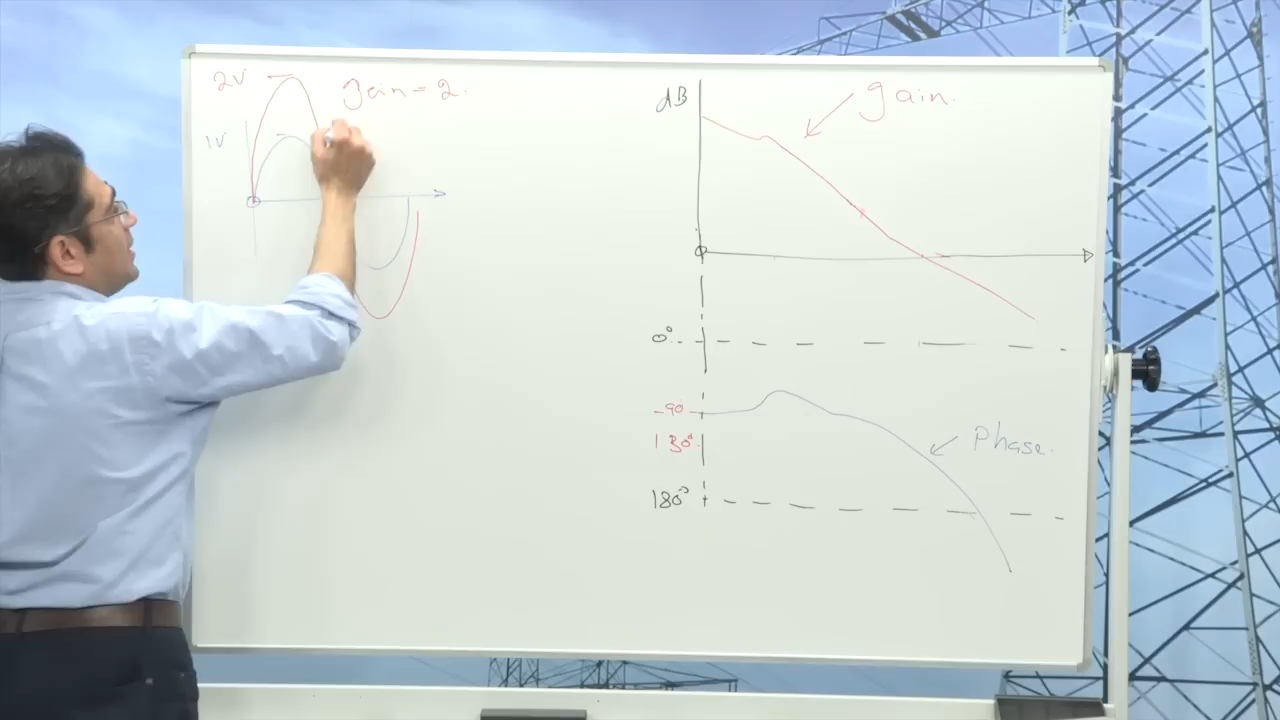 2V
gain = 2.
1V
dB
gain.
0°
-90
130°
Phase.
180°